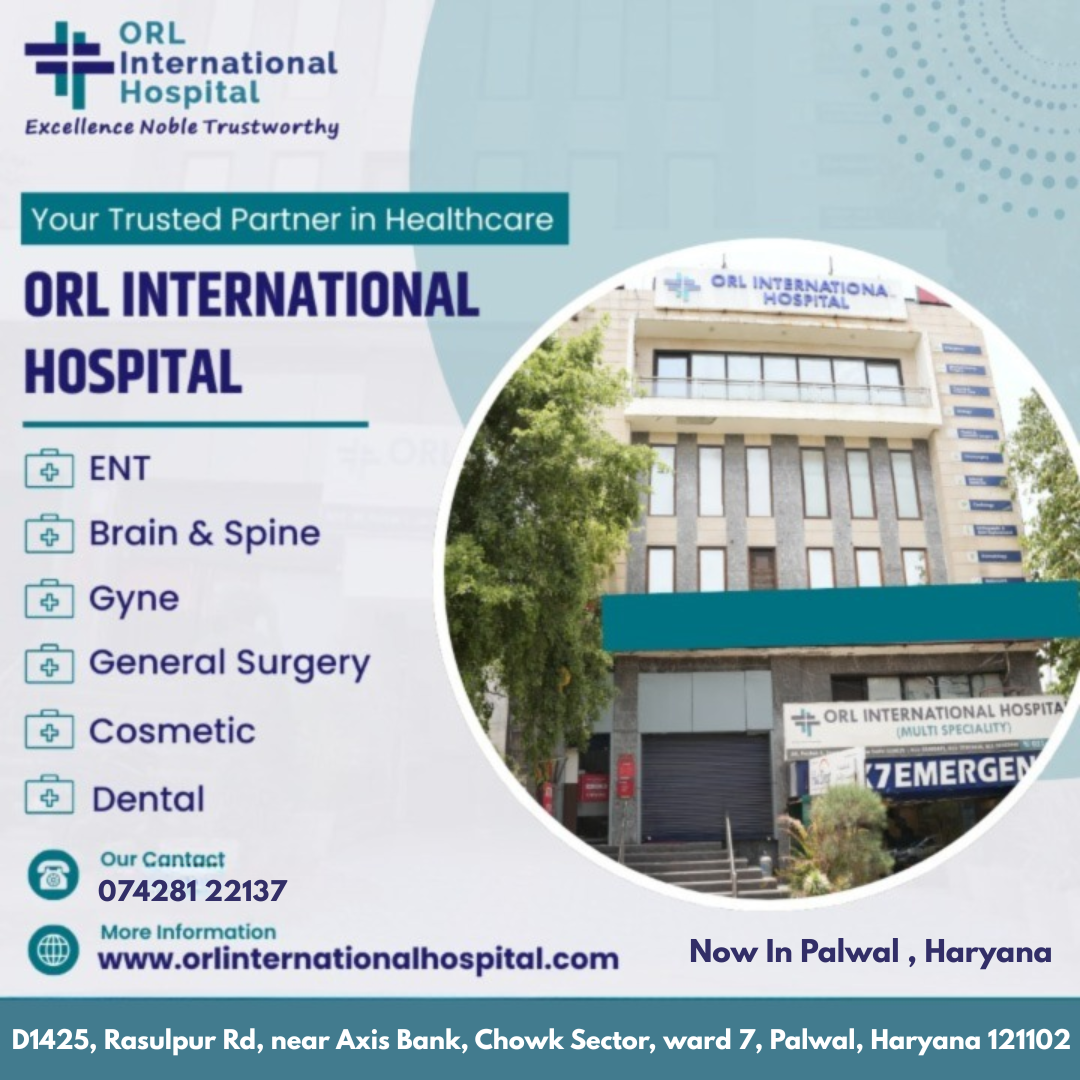 ORL
International
Hospital
Excellence Noble Trustworthy
Your Trusted Partner in Healthcare
ORL INTERNATIONAL
HOSPITAL
ORL INTERNATIONA
HOSPITAL
ENT
Brain & Spine
Gyne
General Surgery
Cosmetic
Dental
ORL INTERNATIONAL HOSPITA
(MULTI SPECIALITY)
7EMERGEN
Our Cantact
074281 22137
More Information
www.orlinternationalhospital.com
Now In Palwal , Haryana
D1425, Rasulpur Rd, near Axis Bank, Chowk Sector, ward 7, Palwal, Haryana 121102